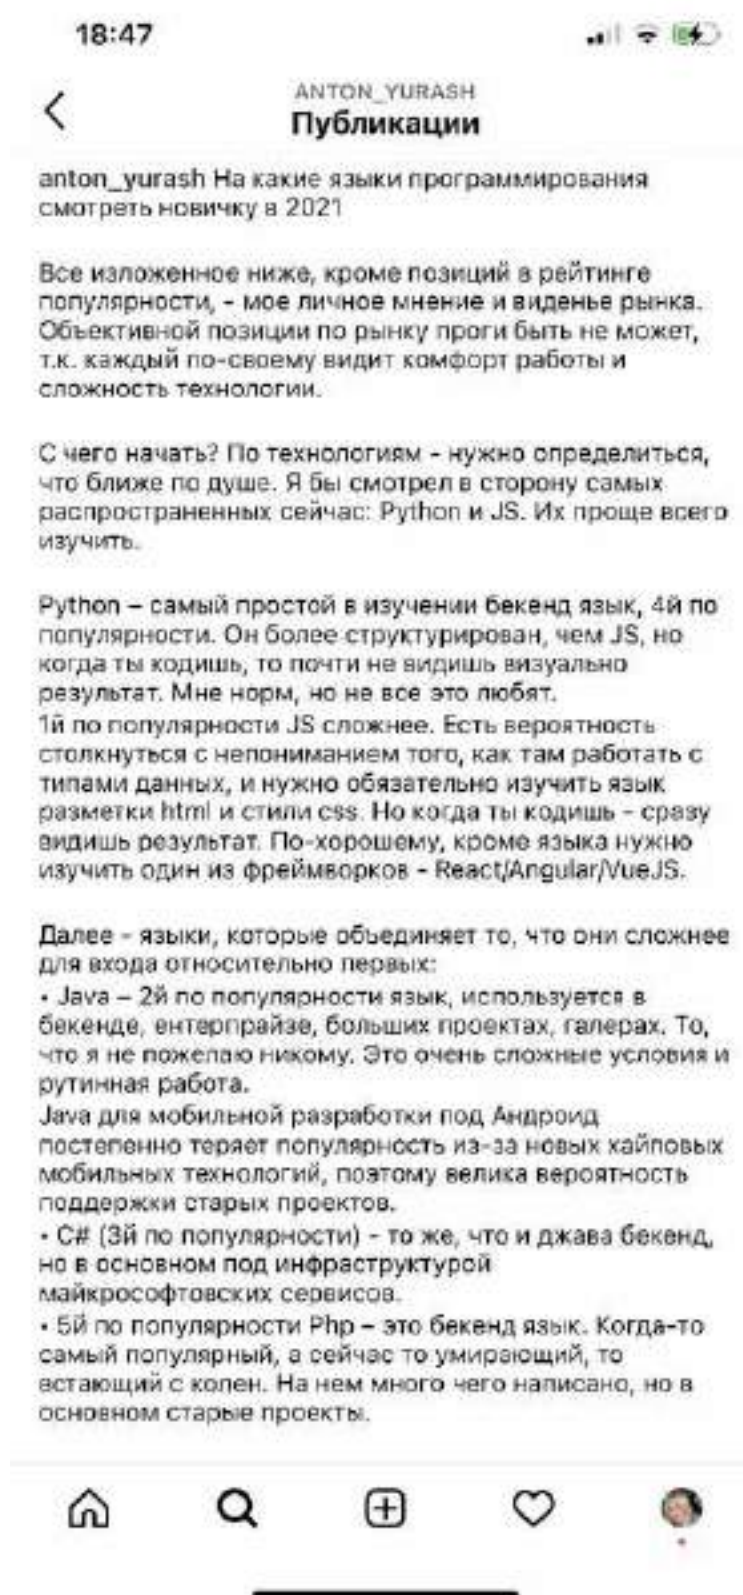 18:47
ANTON_YURASH
Публикации
anton_yurash На какие языки программирования
смотреть новичку в 2021
Все изложенное ниже, кроме позиций в рейтинге
популярности, - мое личное мнение и виденье рынка.
Объективной позиции по рынку проги быть не может,
т.к. каждый по-своему видит комфорт работы и
сложность технологии.
С чего начать? По технологиям - нужно определиться,
что ближе по душе. Я бы смотрел в сторону самых
распространенных сейчас: Python и JS. Их проще всего
изучить.
Python – самый простой в изучении бекенд язык, 4й по
популярности. Он более структурирован, чем JS, но
когда ты кодишь, то почти не видишь визуально
результат. Мне норм, но не все это любят.
1й по популярности JS сложнее. Есть вероятность
столкнуться с непониманием того, как там работать с
типами данных, и нужно обязательно изучить язык
разметки html и стили css. Но когда ты кодишь - сразу
видишь результат. По-хорошему, кроме языка нужно
изучить один из фреймворков - React/Angular/VueJS.
Далее - языки, которые объединяет то, что они сложнее
для входа относительно первых:
• Java – 2й по популярности язык, используется в
бекенде, ентерпрайзе, больших проектах, галерах. То,
что я не пожелаю никому. Это очень сложные условия и
рутинная работа.
Java для мобильной разработки под Андроид
постепенно теряет популярность из-за новых хайповых
мобильных технологий, поэтому велика вероятность
поддержки старых проектов.
• C# (3й по популярности) - то же, что и джава бекенд,
но в основном под инфраструктурой
майкрософтовских сервисов.
• 5й по популярности Php – это бекенд язык. Когда-то
самый популярный, а сейчас то умирающий, то
встающий с колен. На нем много чего написано, но в
основном старые проекты.